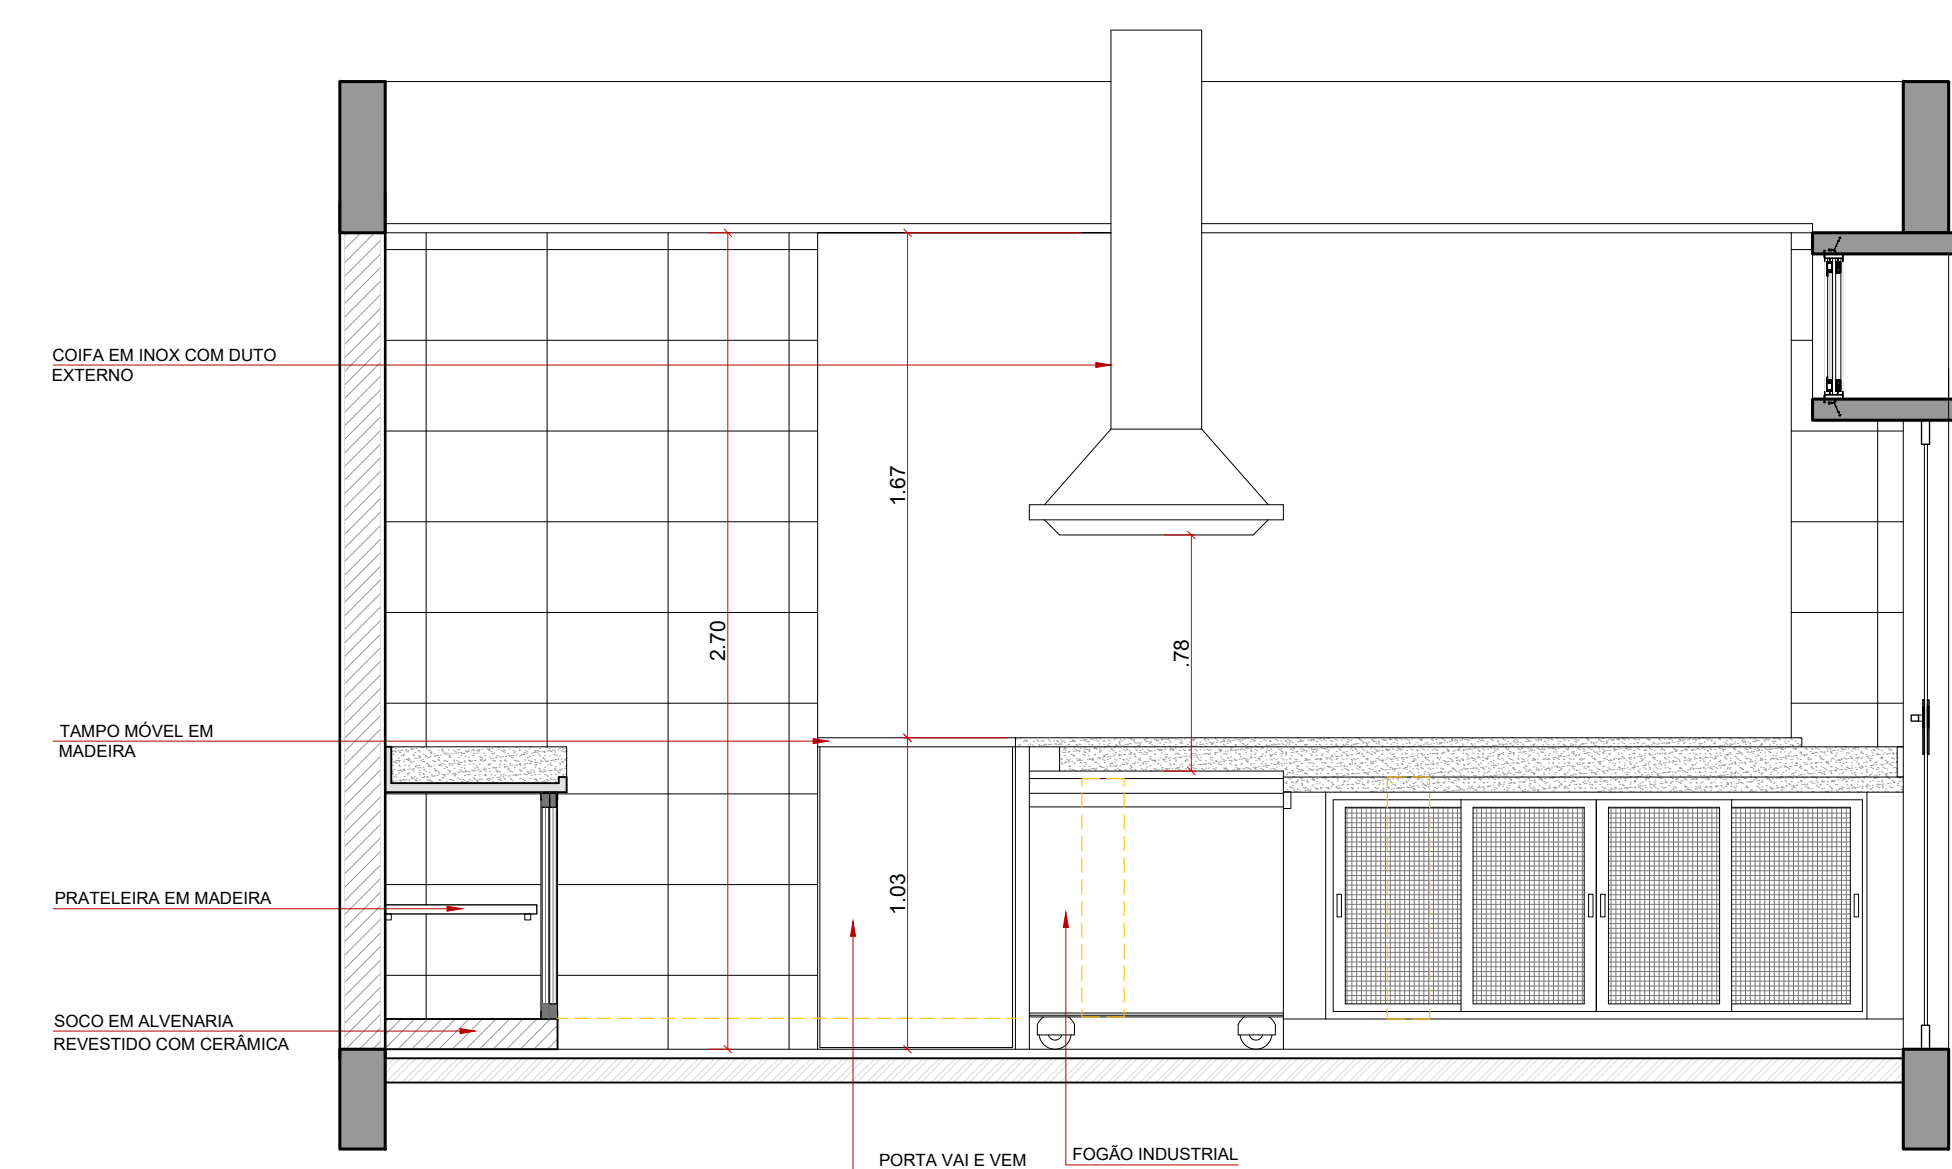 COIFA EM INOX COM DUTO
EXTERNO
1.67
2.70
.78
TAMPO MÓVEL EM
MADEIRA
1.03
PRATELEIRA EM MADEIRA
SOCO EM ALVENARIA
REVESTIDO COM CERÂMICA
PORTA VAI E VEM
FOGÃO INDUSTRIAL